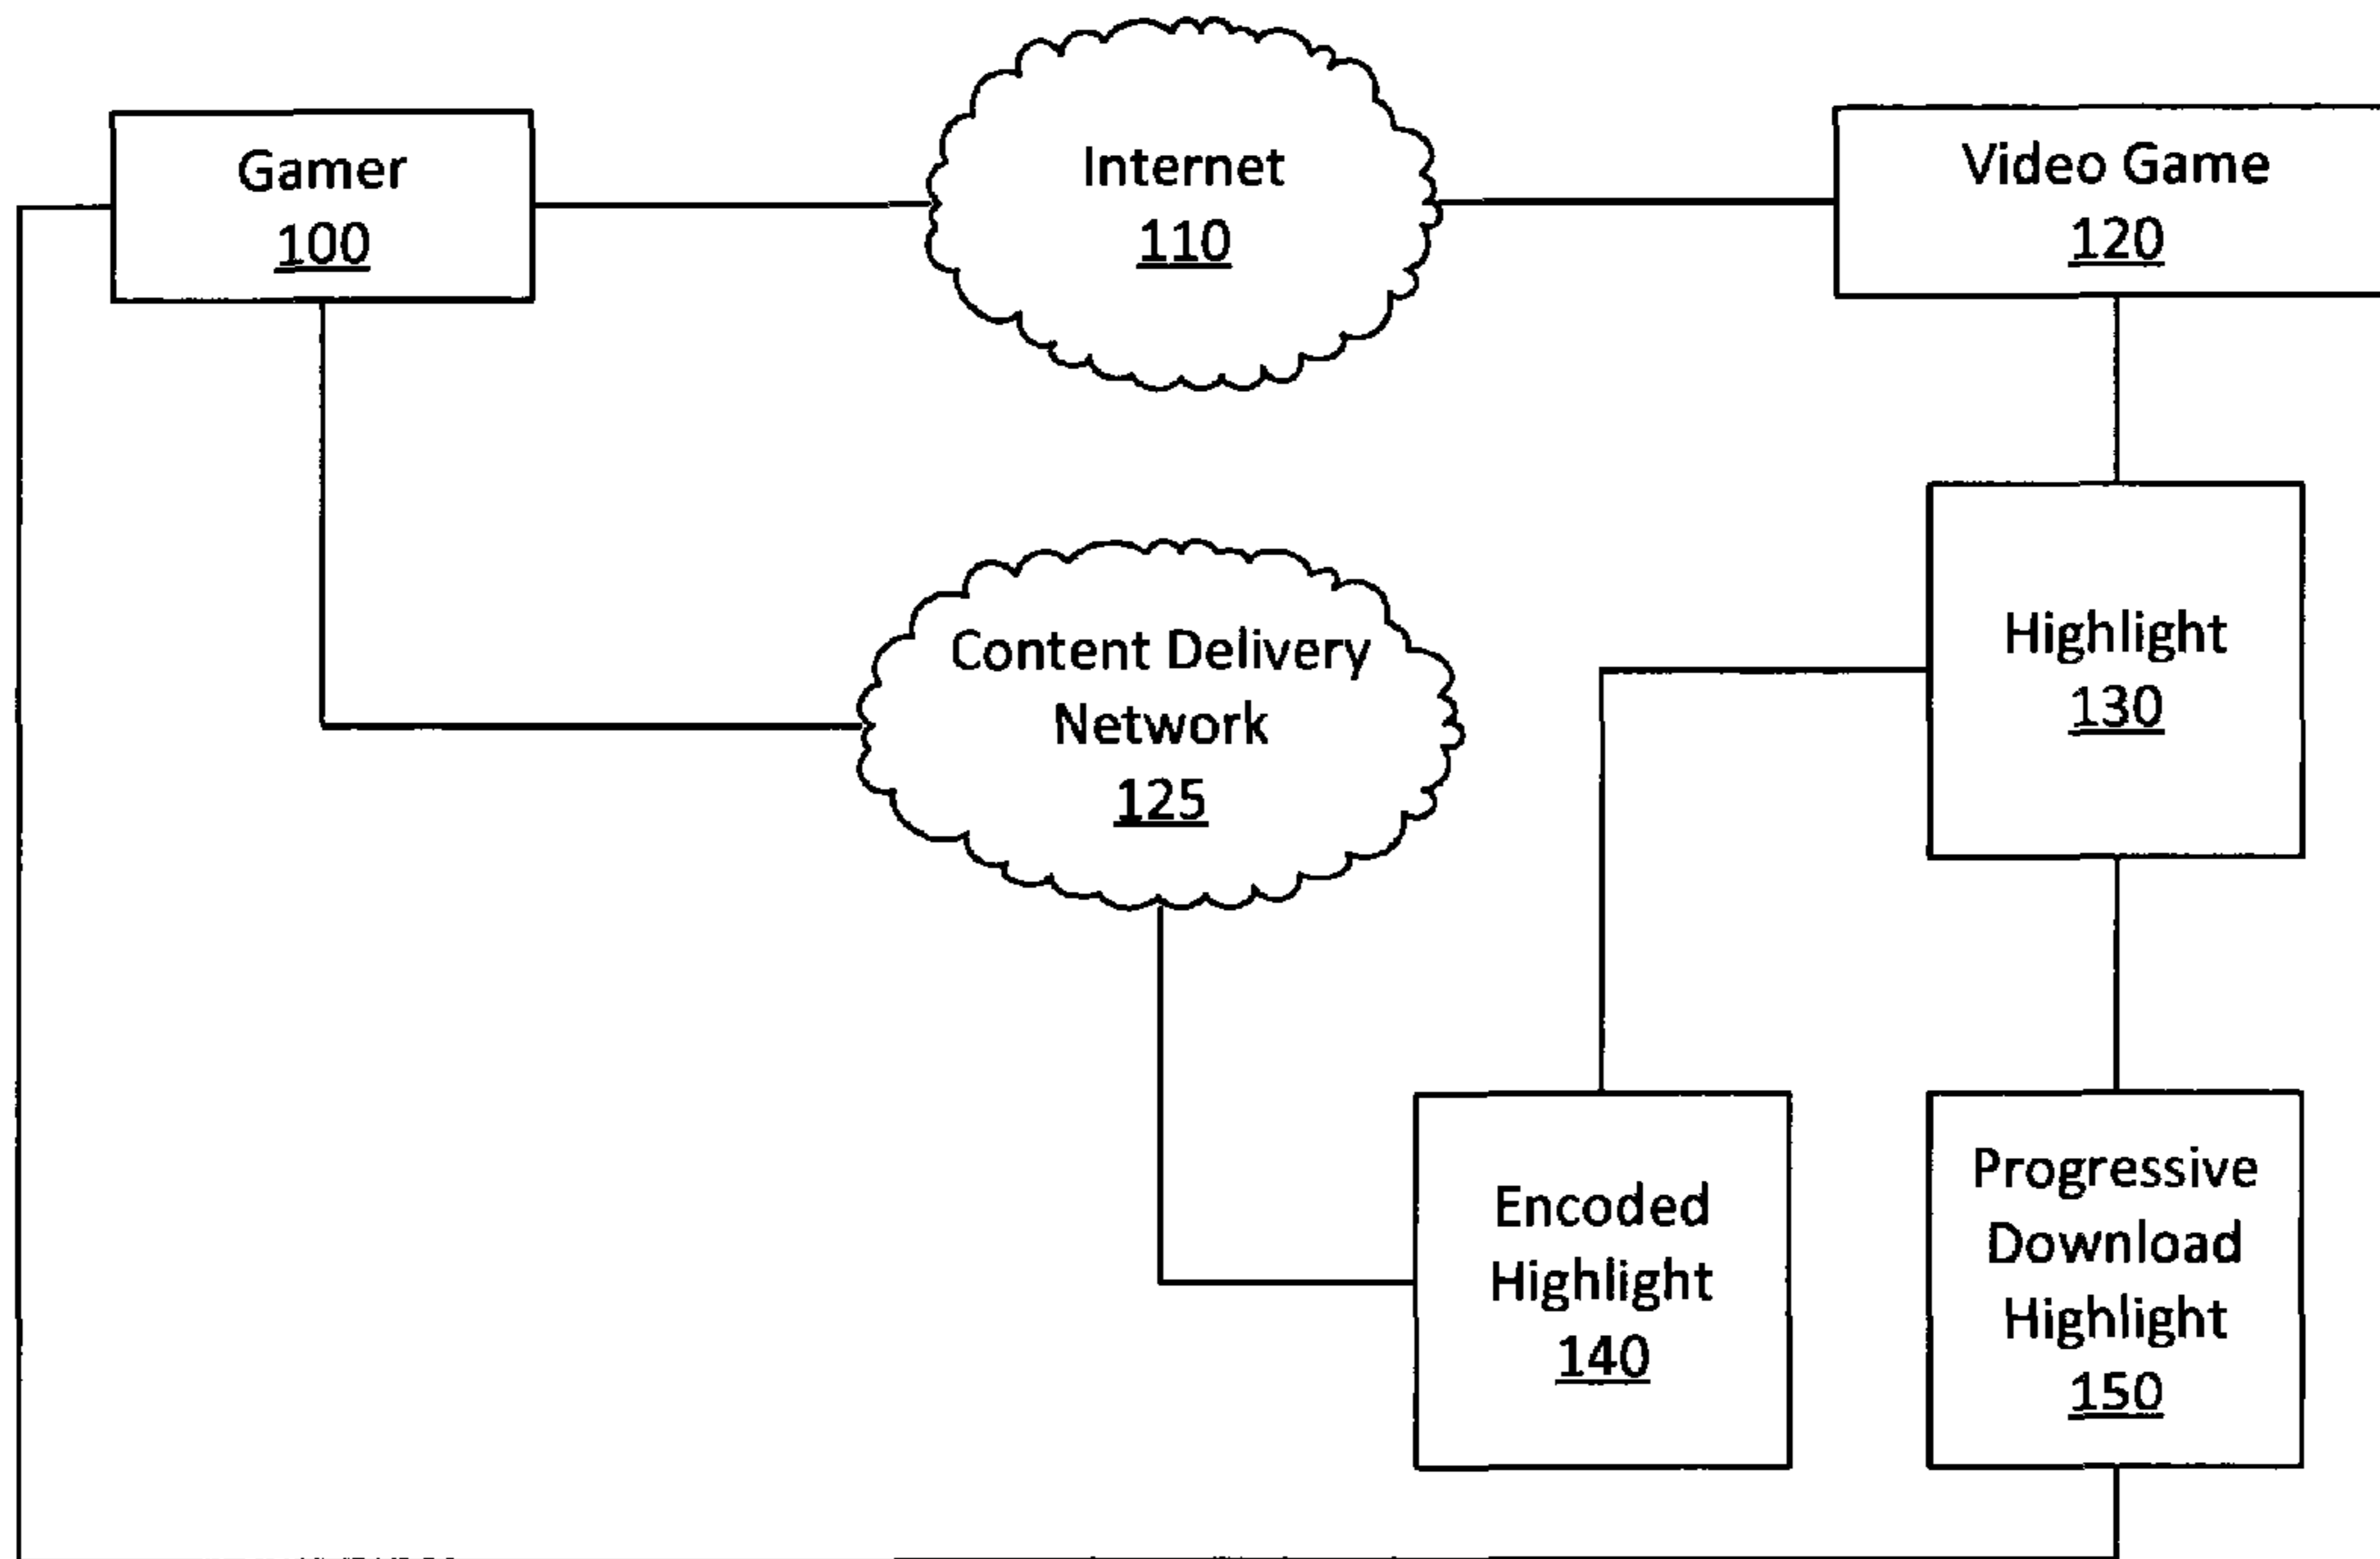 Gamer
100
Internet
110
Video Game
120
Content Delivery
Network
125
Highlight
130
Encoded
Highlight
140
Progressive
Download
Highlight
150